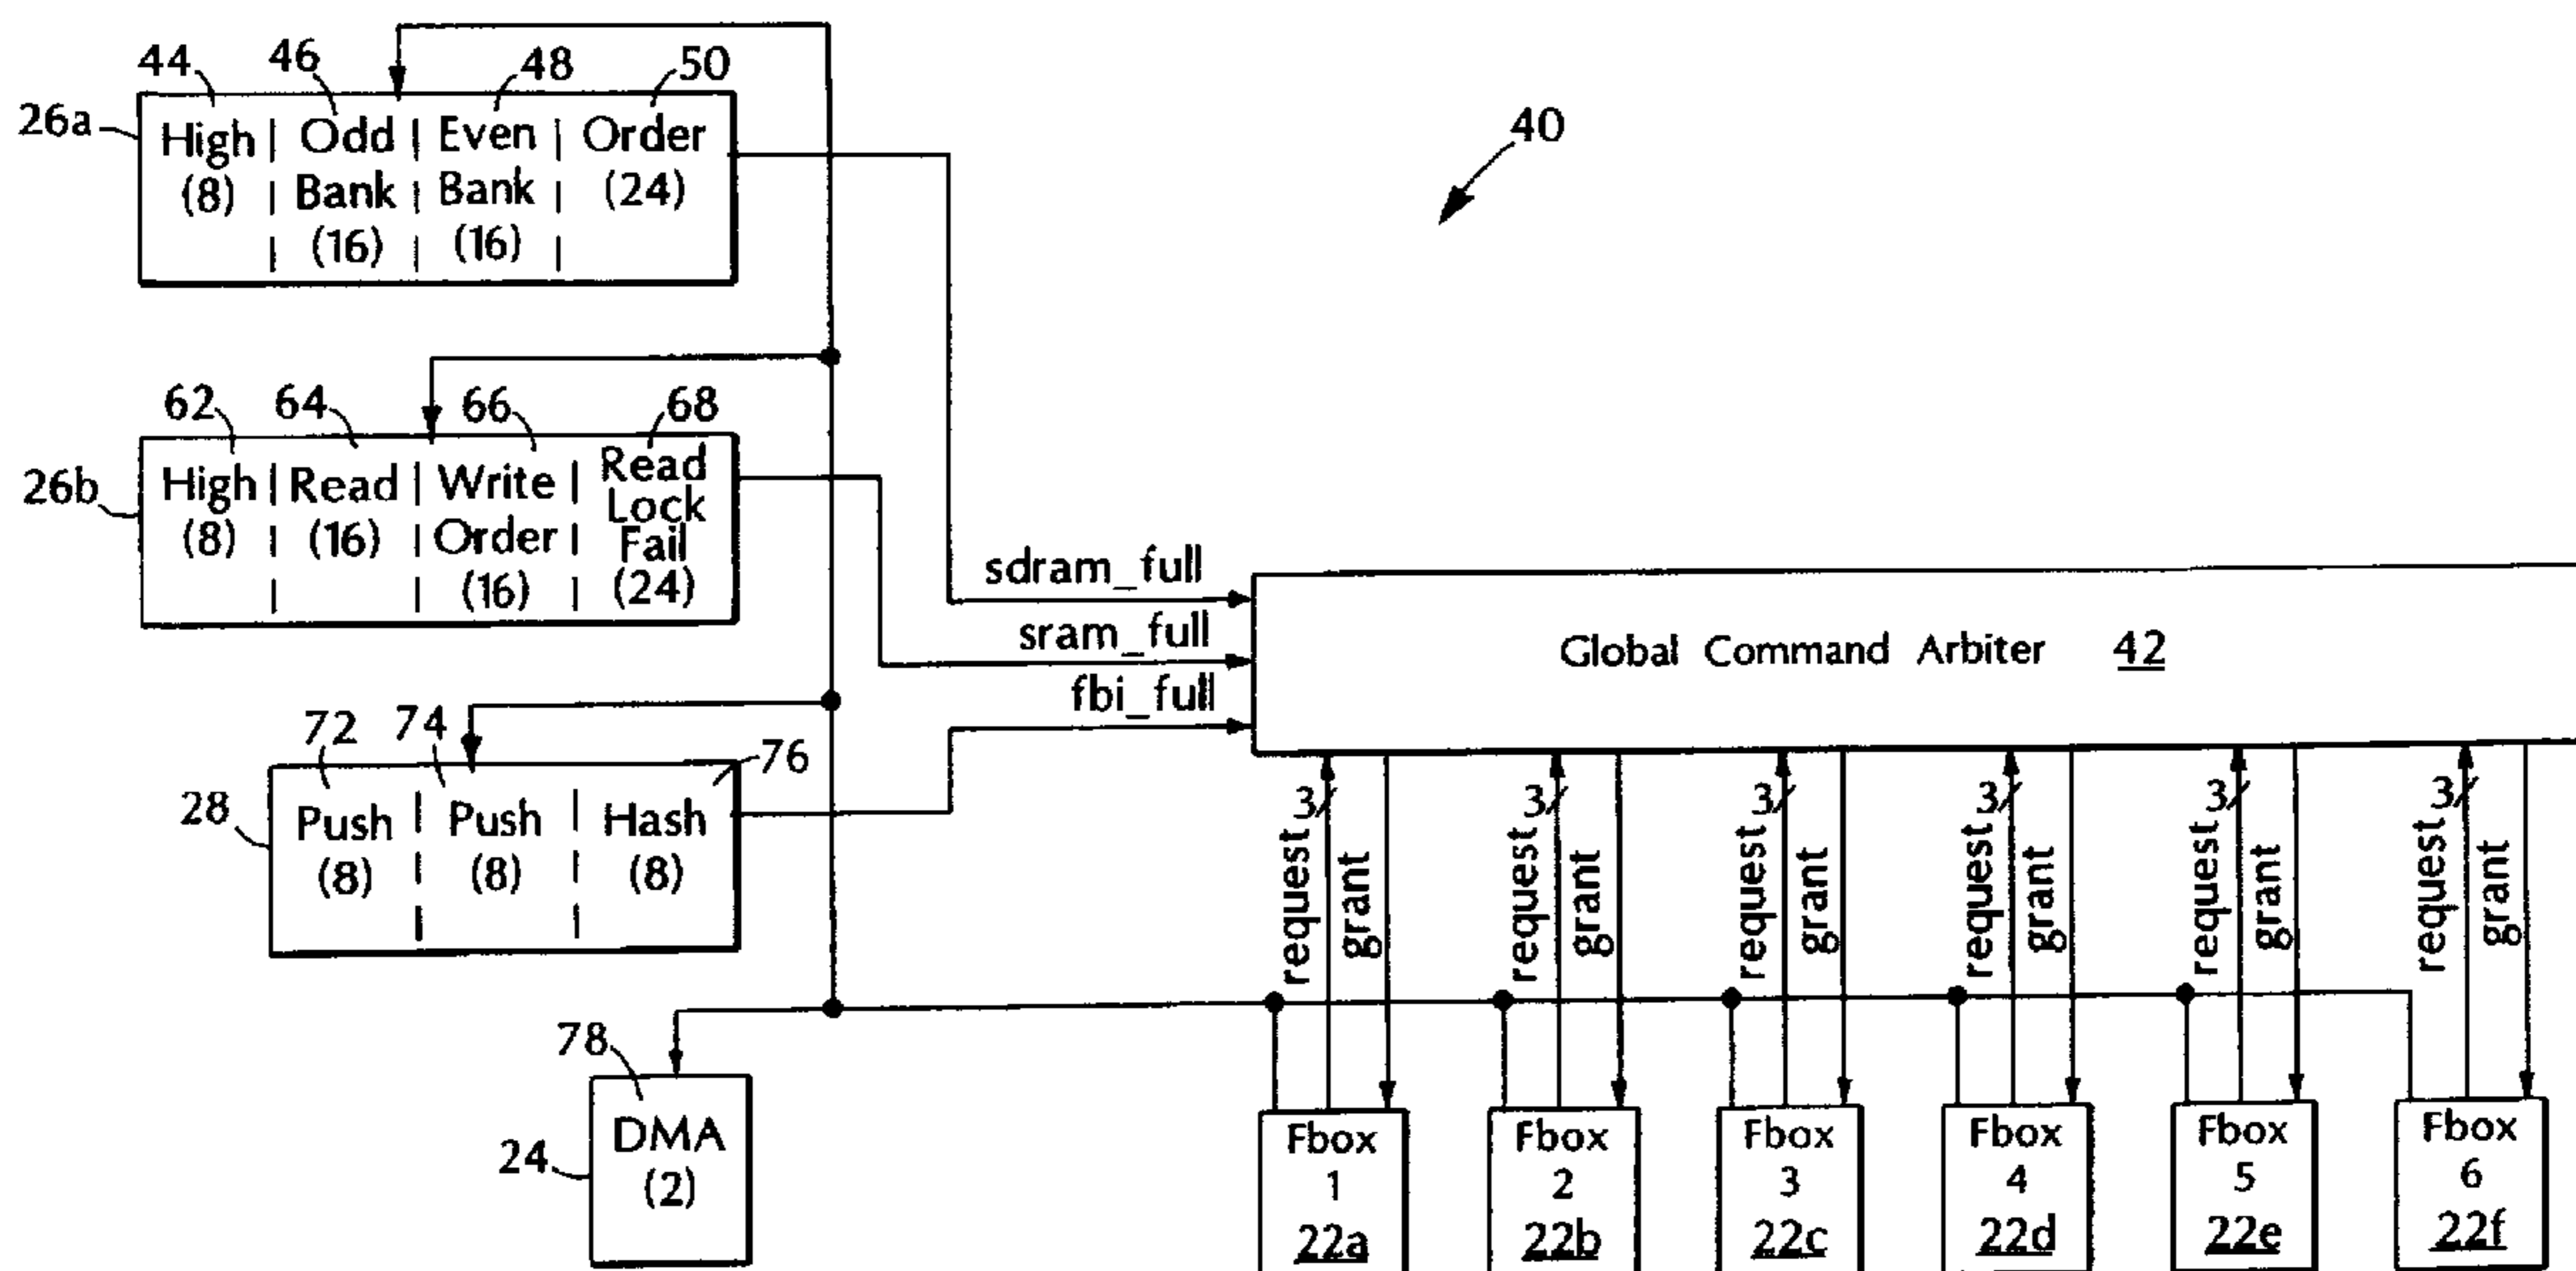 44 46 48 50
26a
High Odd Even Order
(8) Bank Bank (24)
(16) (16)
40
62 64 66 68
26b
High Read Write Read
(8) (16) Order Lock
(16) Fail
(24)
sdram_full
sram_full
fbi_full
Global Command Arbiter 42
72 74 76
28
Push Push Hash
(8) (8) (8)
3 3 3 3 3 3
request grant request grant request grant request grant request grant request grant
78
24
DMA
(2)
Fbox Fbox Fbox Fbox Fbox Fbox
1 2 3 4 5 6
22a 22b 22c 22d 22e 22f